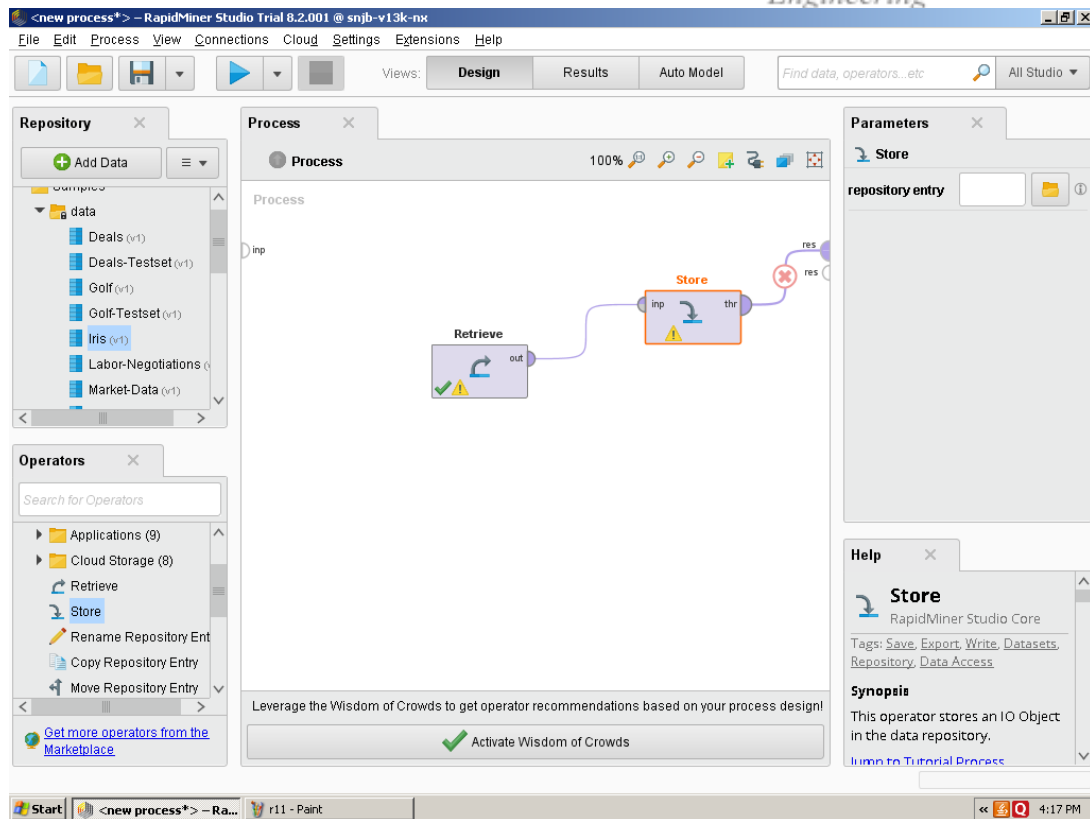 Engineering
<new process*> – RapidMiner Studio Trial 8.2.001 @ snjb-v13k-nx
File Edit Process View Connections Cloud Settings Extensions Help
Views: Design Results Auto Model Find data, operators...etc All Studio
Repository
Add Data
Samples
data
Deals (v1)
Deals-Testset (v1)
Golf (v1)
Golf-Testset (v1)
Iris (v1)
Labor-Negotiations (
Market-Data (v1)
Operators
Search for Operators
Applications (9)
Cloud Storage (8)
Retrieve
Store
Rename Repository Ent
Copy Repository Entry
Move Repository Entry
Get more operators from the
Marketplace
Process
Process
100%
Process
inp
res
res
Store
inp thr
Retrieve
out
Leverage the Wisdom of Crowds to get operator recommendations based on your process design!
Activate Wisdom of Crowds
Parameters
Store
repository entry
Help
Store
RapidMiner Studio Core
Tags: Save, Export, Write, Datasets,
Repository, Data Access
Synopsis
This operator stores an IO Object
in the data repository.
Jump to Tutorial Process
Start <new process*> – Ra... r11 - Paint « 4:17 PM